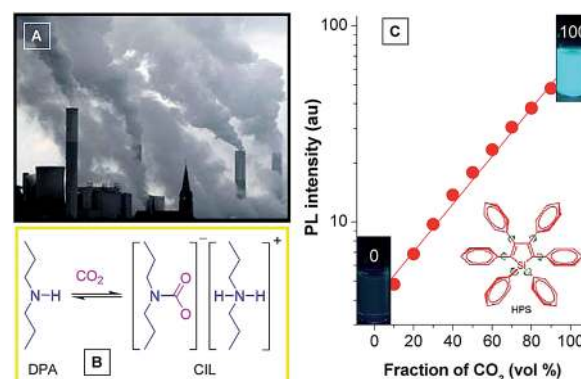 A
CO2
N–H
N
O
O
−
H–N–H
+
DPA
B
CIL
C
PL intensity (au)
100
10
0
100
Si
HPS
0 20 40 60 80 100
Fraction of CO2 (vol %)